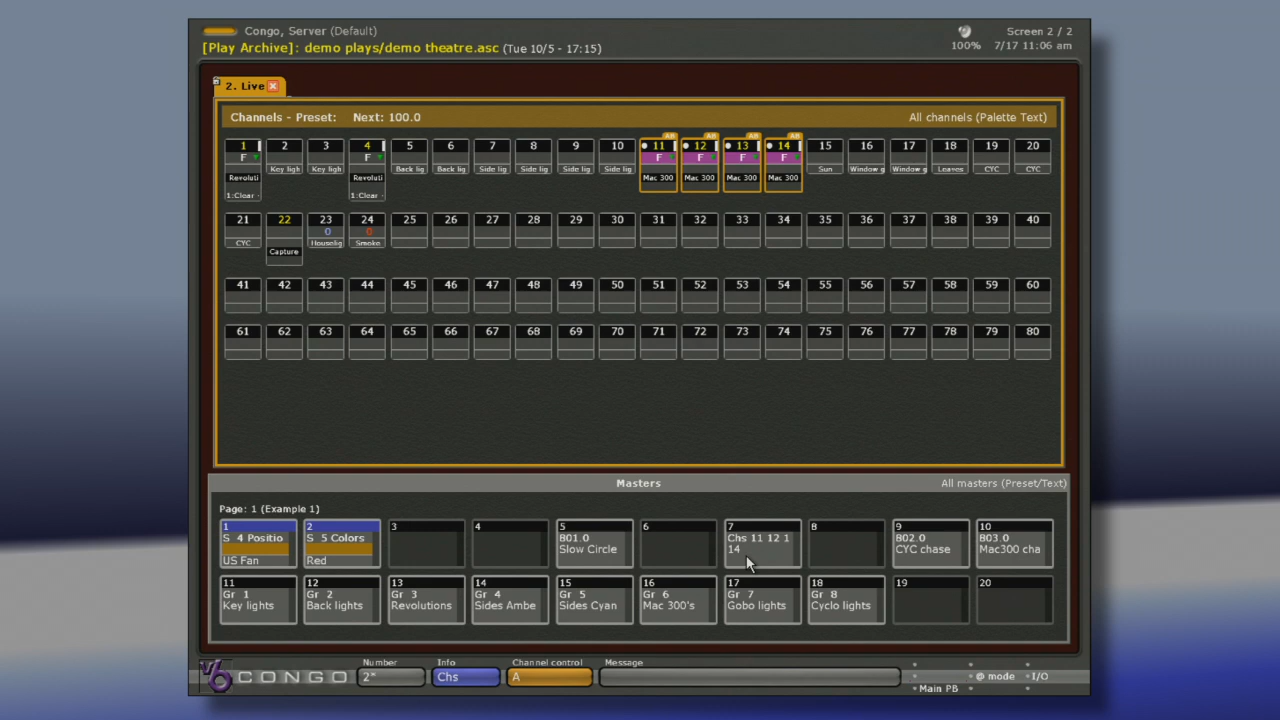 Congo, Server (Default)
Screen 2 / 2
[Play Archive]: demo plays/demo theatre.asc (Tue 10/5 - 17:15)
100% 7/17 11:06 am
2. Live
Channels - Preset: Next: 100.0
All channels (Palette Text)
AB AB AB AB
1 2 3 4 5 6 7 8 9 10 11 12 13 14 15 16 17 18 19 20
F F F F F F
Key ligh Key ligh Back lig Back lig Side lig Side lig Side lig Side lig Sun Window g Window g Leaves CYC CYC
Revoluti Revoluti Mac 300 Mac 300 Mac 300 Mac 300
1:Clear - 1:Clear -
21 22 23 24 25 26 27 28 29 30 31 32 33 34 35 36 37 38 39 40
0 0
CYC Houselig Smoke
Capture
41 42 43 44 45 46 47 48 49 50 51 52 53 54 55 56 57 58 59 60
61 62 63 64 65 66 67 68 69 70 71 72 73 74 75 76 77 78 79 80
Masters
All masters (Preset/Text)
Page: 1 (Example 1)
1 2 3 4 5 6 7 8 9 10
S 4 Positio S 5 Colors 801.0 Chs 11 12 1 802.0 803.0
Slow Circle 14 CYC chase Mac300 cha
US Fan Red
11 12 13 14 15 16 17 18 19 20
Gr 1 Gr 2 Gr 3 Gr 4 Gr 5 Gr 6 Gr 7 Gr 8
Key lights Back lights Revolutions Sides Ambe Sides Cyan Mac 300's Gobo lights Cyclo lights
Number Info Channel control Message
v6 CONGO 2* Chs A
@ mode I/O
Main PB